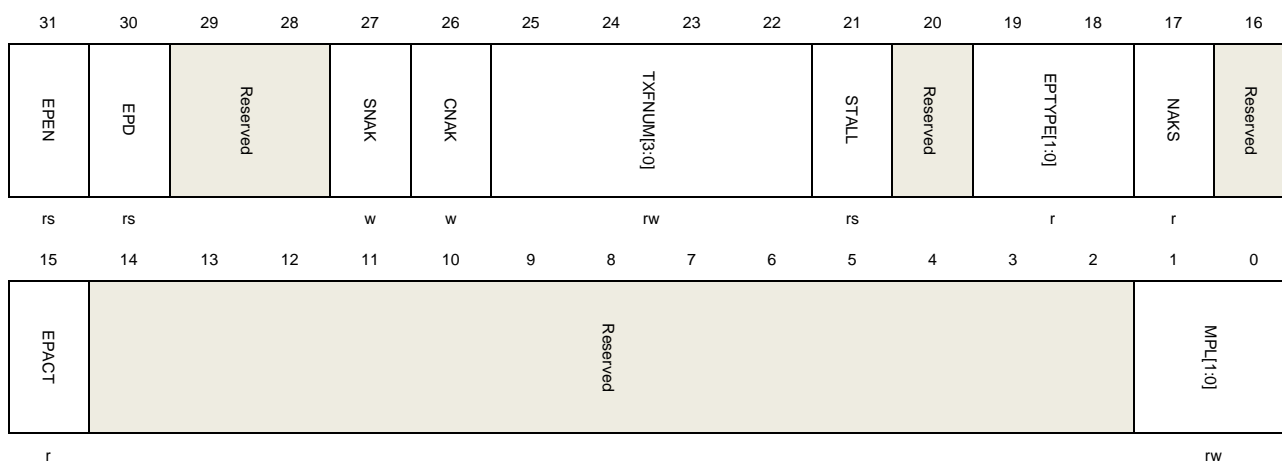 31 30 29 28 27 26 25 24 23 22 21 20 19 18 17 16
EPEN EPD Reserved SNAK CNAK TXFNUM[3:0] STALL Reserved EPTYPE[1:0] NAKS Reserved
rs rs w w rw rs r r
15 14 13 12 11 10 9 8 7 6 5 4 3 2 1 0
EPACT Reserved MPL[1:0]
r rw